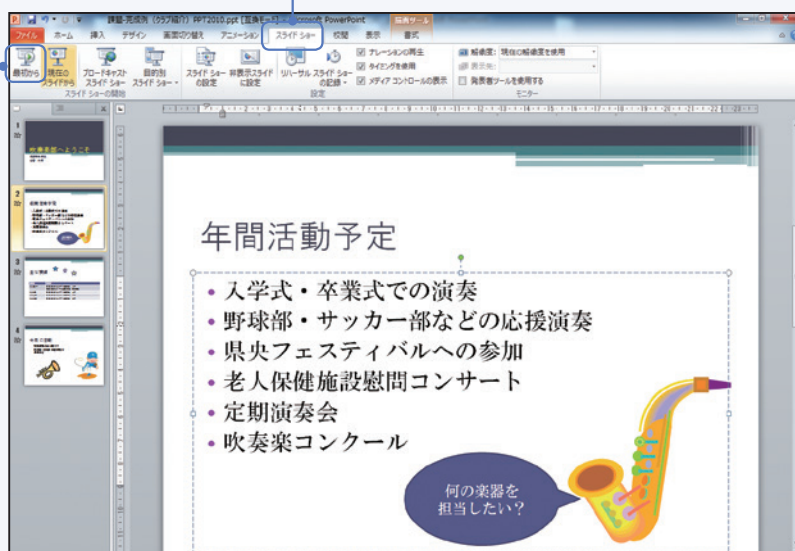 課題-完成例（クラブ紹介）PPT2010.ppt [互換モード] - Microsoft PowerPoint
描画ツール
ファイル ホーム 挿入 デザイン 画面切り替え アニメーション スライド ショー 校閲 表示 書式
最初から
現在の
スライドから
ブロードキャスト
スライド ショー
目的別
スライド ショー
スライド ショーの開始
スライド ショー
の設定
非表示スライド
に設定
リハーサル
スライド ショー
の記録
ナレーションの再生
タイミングを使用
メディア コントロールの表示
設定
解像度: 現在の解像度を使用
表示先:
発表者ツールを使用する
モニター
1
吹奏楽部へようこそ
2
年間活動予定
3
4
年間活動予定
• 入学式・卒業式での演奏
• 野球部・サッカー部などの応援演奏
• 県央フェスティバルへの参加
• 老人保健施設慰問コンサート
• 定期演奏会
• 吹奏楽コンクール
何の楽器を
担当したい？